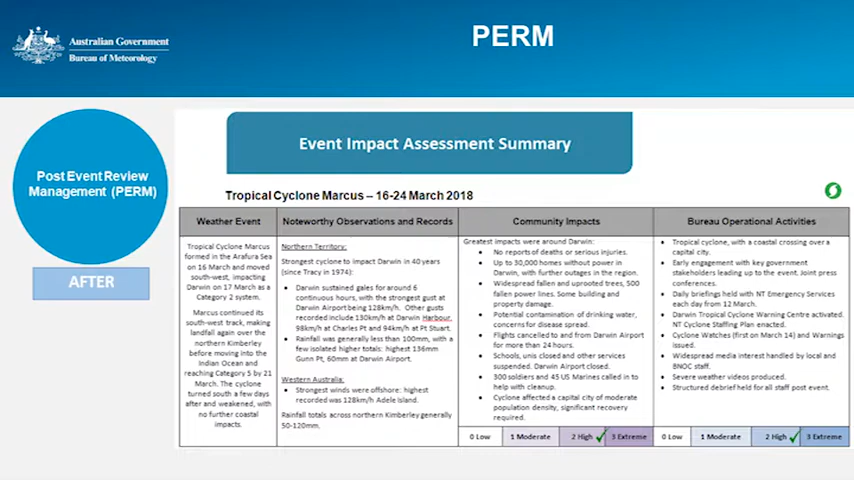 PERM
Australian Government
Bureau of Meteorology
Post Event Review
Management (PERM)
AFTER
Event Impact Assessment Summary
Tropical Cyclone Marcus – 16-24 March 2018
Weather Event
Tropical Cyclone Marcus
formed in the Arafura Sea
on 16 March and moved
south-west, impacting
Darwin on 17 March as a
Category 2 system.
Marcus continued its
south-west track, making
landfall again over the
northern Kimberley
before moving into the
Indian Ocean and
reaching Category 5 by 21
March. The cyclone
turned south a few days
after and weakened, with
no further coastal
impacts.
Noteworthy Observations and Records
Northern Territory:
Strongest cyclone to impact Darwin in 40 years
(since Tracy in 1974):
• Darwin sustained gales for around 6
continuous hours, with the strongest gust at
Darwin Airport being 128km/h. Other gusts
recorded include 130km/h at Darwin Harbour,
98km/h at Charles Pt and 94km/h at Pt Stuart.
• Rainfall was generally less than 100mm, with a
few isolated higher totals: highest 136mm
Gunn Pt, 60mm at Darwin Airport.
Western Australia:
• Strongest winds were offshore: highest
recorded was 128km/h Adele Island.
Rainfall totals across northern Kimberley generally
50-120mm.
Community Impacts
Greatest impacts were around Darwin:
• No reports of deaths or serious injuries.
• Up to 30,000 homes without power in
Darwin, with further outages in the region.
• Widespread fallen and uprooted trees, 500
fallen power lines. Some building and
property damage.
• Potential contamination of drinking water,
concerns for disease spread.
• Flights cancelled to and from Darwin Airport
for more than 24 hours.
• Schools, unis closed and other services
suspended. Darwin Airport closed.
• 300 soldiers and 45 US Marines called in to
help with cleanup.
• Cyclone affected a capital city of moderate
population density, significant recovery
required.
0 Low 1 Moderate 2 High ✓ 3 Extreme
Bureau Operational Activities
• Tropical cyclone, with a coastal crossing over a
capital city.
• Early engagement with key government
stakeholders leading up to the event. Joint press
conferences.
• Daily briefings held with NT Emergency Services
each day from 12 March.
• Darwin Tropical Cyclone Warning Centre activated.
NT Cyclone Staffing Plan enacted.
• Cyclone Watches (first on March 14) and Warnings
issued.
• Widespread media interest handled by local and
BNOC staff.
• Severe weather videos produced.
• Structured debrief held for all staff post event.
0 Low 1 Moderate 2 High ✓ 3 Extreme